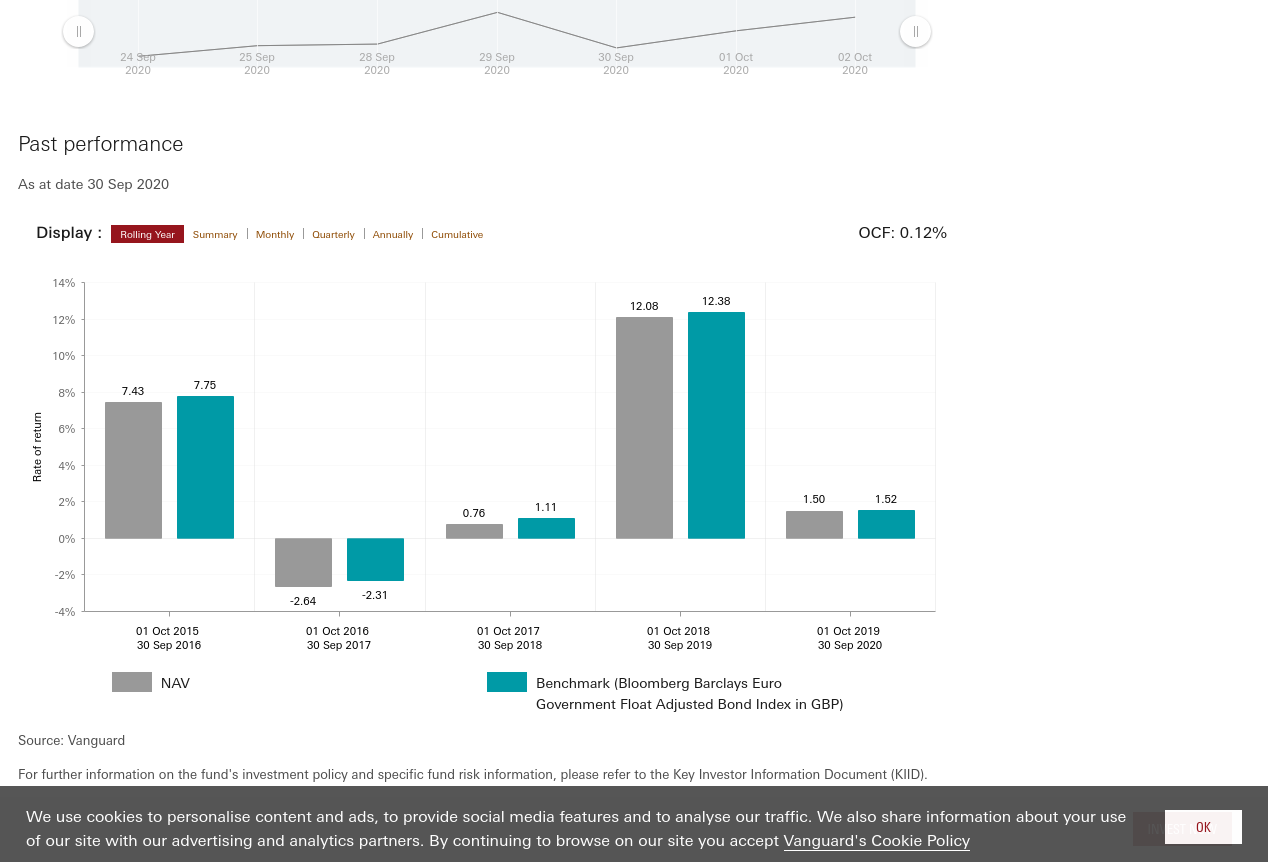 24 Sep 2020
25 Sep 2020
28 Sep 2020
29 Sep 2020
30 Sep 2020
01 Oct 2020
02 Oct 2020
Past performance
As at date 30 Sep 2020
Display :
Rolling Year
Summary
Monthly
Quarterly
Annually
Cumulative
OCF: 0.12%
14%
12%
10%
8%
6%
4%
2%
0%
-2%
-4%
Rate of return
7.43
7.75
-2.64
-2.31
0.76
1.11
12.08
12.38
1.50
1.52
01 Oct 2015
30 Sep 2016
01 Oct 2016
30 Sep 2017
01 Oct 2017
30 Sep 2018
01 Oct 2018
30 Sep 2019
01 Oct 2019
30 Sep 2020
NAV
Benchmark (Bloomberg Barclays Euro
Government Float Adjusted Bond Index in GBP)
Source: Vanguard
For further information on the fund's investment policy and specific fund risk information, please refer to the Key Investor Information Document (KIID).
We use cookies to personalise content and ads, to provide social media features and to analyse our traffic. We also share information about your use
of our site with our advertising and analytics partners. By continuing to browse on our site you accept Vanguard's Cookie Policy
OK